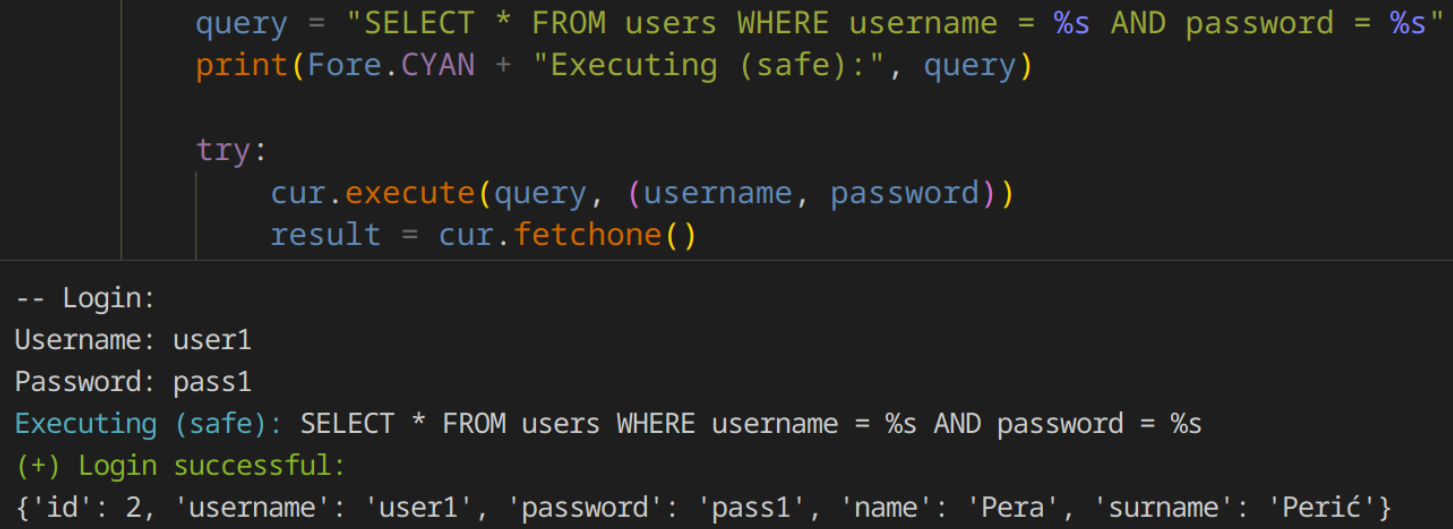 query = "SELECT * FROM users WHERE username = %s AND password = %s"
print(Fore.CYAN + "Executing (safe):", query)
try:
cur.execute(query, (username, password))
result = cur.fetchone()
-- Login:
Username: user1
Password: pass1
Executing (safe): SELECT * FROM users WHERE username = %s AND password = %s
(+) Login successful:
{'id': 2, 'username': 'user1', 'password': 'pass1', 'name': 'Pera', 'surname': 'Perić'}